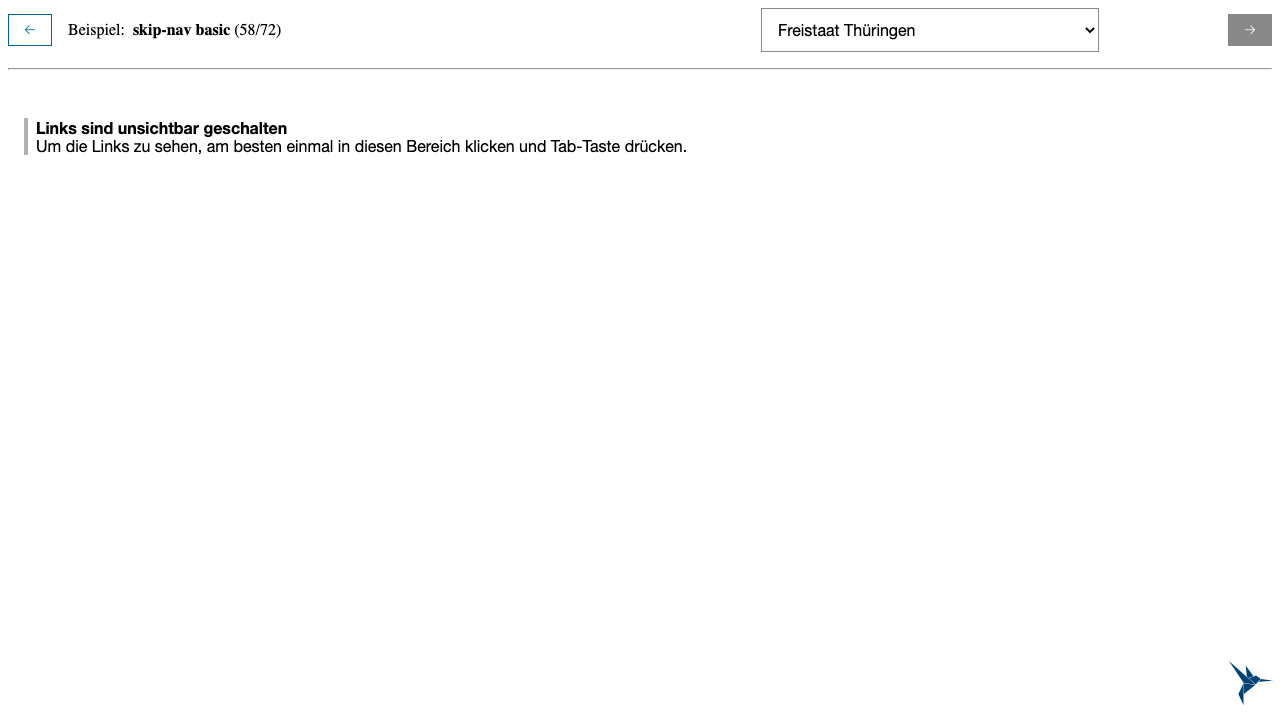 Beispiel: skip-nav basic (58/72)
Freistaat Thüringen
Links sind unsichtbar geschalten
Um die Links zu sehen, am besten einmal in diesen Bereich klicken und Tab-Taste drücken.